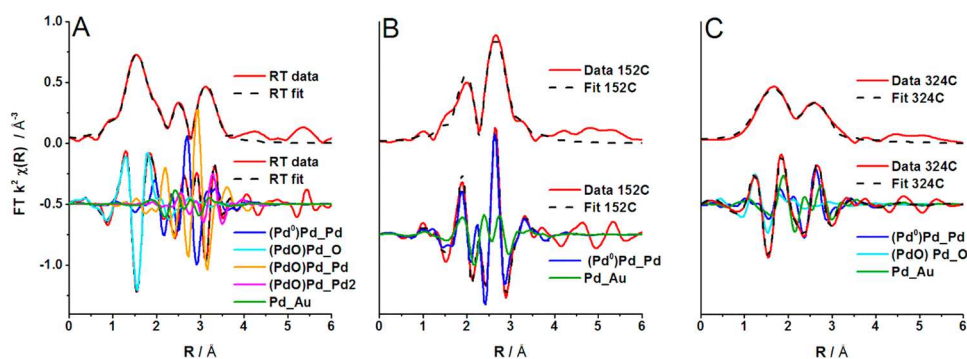 A
B
C
FT k² χ(R) / Å⁻³
1.0
0.5
0.0
-0.5
-1.0
RT data
RT fit
RT data
RT fit
(Pd⁰)Pd_Pd
(PdO)Pd_O
(PdO)Pd_Pd
(PdO)Pd_Pd2
Pd_Au
0 1 2 3 4 5 6
R / Å
Data 152C
Fit 152C
Data 152C
Fit 152C
(Pd⁰)Pd_Pd
Pd_Au
0 1 2 3 4 5 6
R / Å
Data 324C
Fit 324C
Data 324C
Fit 324C
(Pd⁰)Pd_Pd
(PdO) Pd_O
Pd_Au
0 1 2 3 4 5 6
R / Å